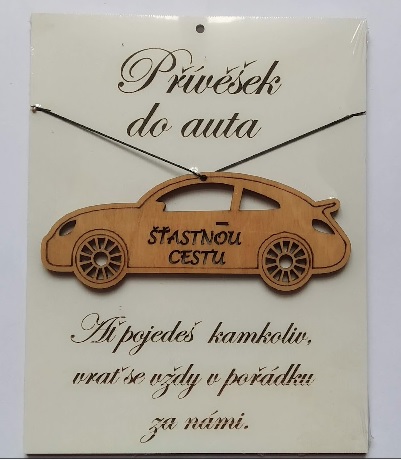 Přívěšek
do auta
ŠŤASTNOU
CESTU
Ať pojedeš kamkoliv,
vrať se vždy v pořádku
za námi.